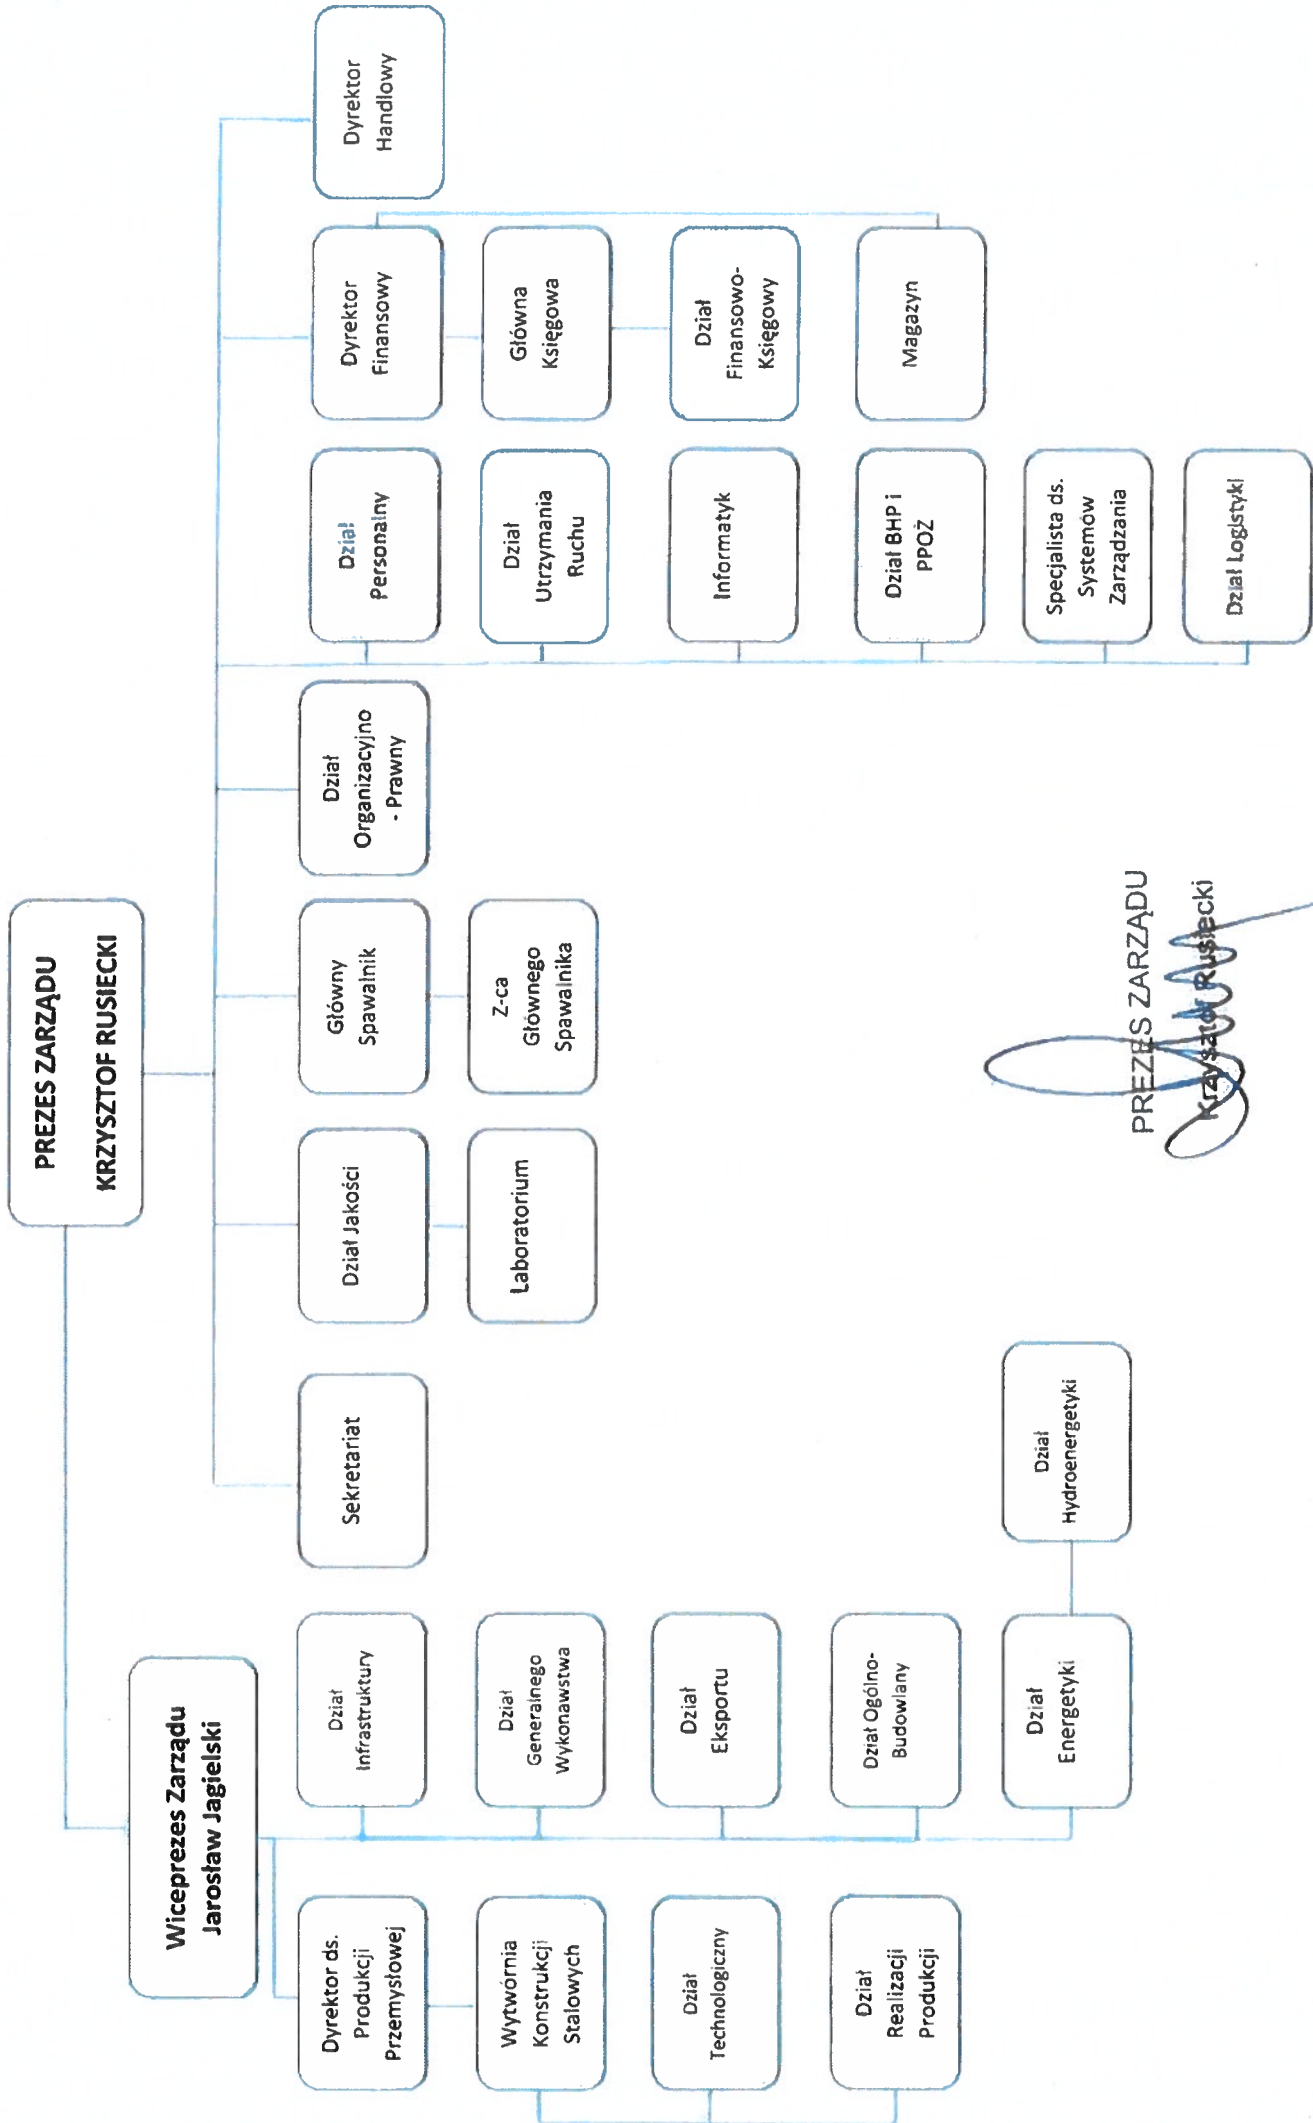 PREZES ZARZĄDU
KRZYSZTOF RUSIECKI
Wiceprezes Zarządu
Jarosław Jagielski
Dyrektor ds.
Produkcji
Przemysłowej
Wytwórnia
Konstrukcji
Stalowych
Dział
Technologiczny
Dział
Realizacji
Produkcji
Dział
Infrastruktury
Dział
Generalnego
Wykonawstwa
Dział
Eksportu
Dział Ogólno-
Budowlany
Dział
Energetyki
Dział
Hydroenergetyki
Sekretariat
Dział Jakości
Laboratorium
Główny
Spawalnik
Z-ca
Głównego
Spawalnika
Dział
Organizacyjno
- Prawny
Dział
Personalny
Dział
Utrzymania
Ruchu
Informatyk
Dział BHP i
PPOŻ
Specjalista ds.
Systemów
Zarządzania
Dział Logistyki
Dyrektor
Finansowy
Główna
Księgowa
Dział
Finansowo-
Księgowy
Magazyn
Dyrektor
Handlowy
PREZES ZARZĄDU
Krzysztof Rusiecki